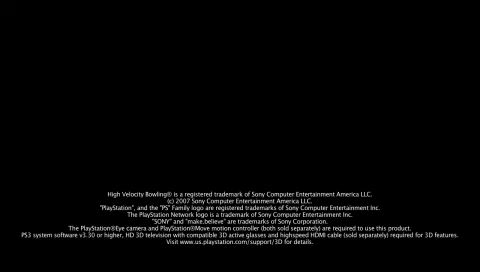 High Velocity Bowling® is a registered trademark of Sony Computer Entertainment America LLC.
(c) 2007 Sony Computer Entertainment America LLC.
"PlayStation", and the "PS" Family logo are registered trademarks of Sony Computer Entertainment Inc.
The PlayStation Network logo is a trademark of Sony Computer Entertainment Inc.
"SONY" and "make.believe" are trademarks of Sony Corporation.
The PlayStation®Eye camera and PlayStation®Move motion controller (both sold separately) are required to use this product.
PS3 system software v3.30 or higher, HD 3D television with compatible 3D active glasses and highspeed HDMI cable (sold separately) required for 3D features.
Visit www.us.playstation.com/support/3D for details.